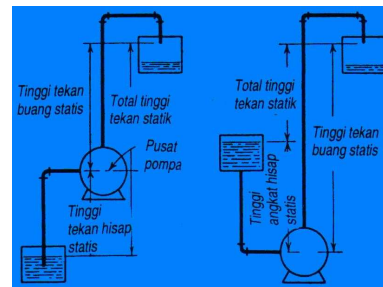 Tinggi tekan
buang statis
Total tinggi
tekan statik
Pusat
pompa
Tinggi
tekan hisap
statis
Total tinggi
tekan statik
Tinggi tekan
buang statis
Tinggi
angkat hisap
statis